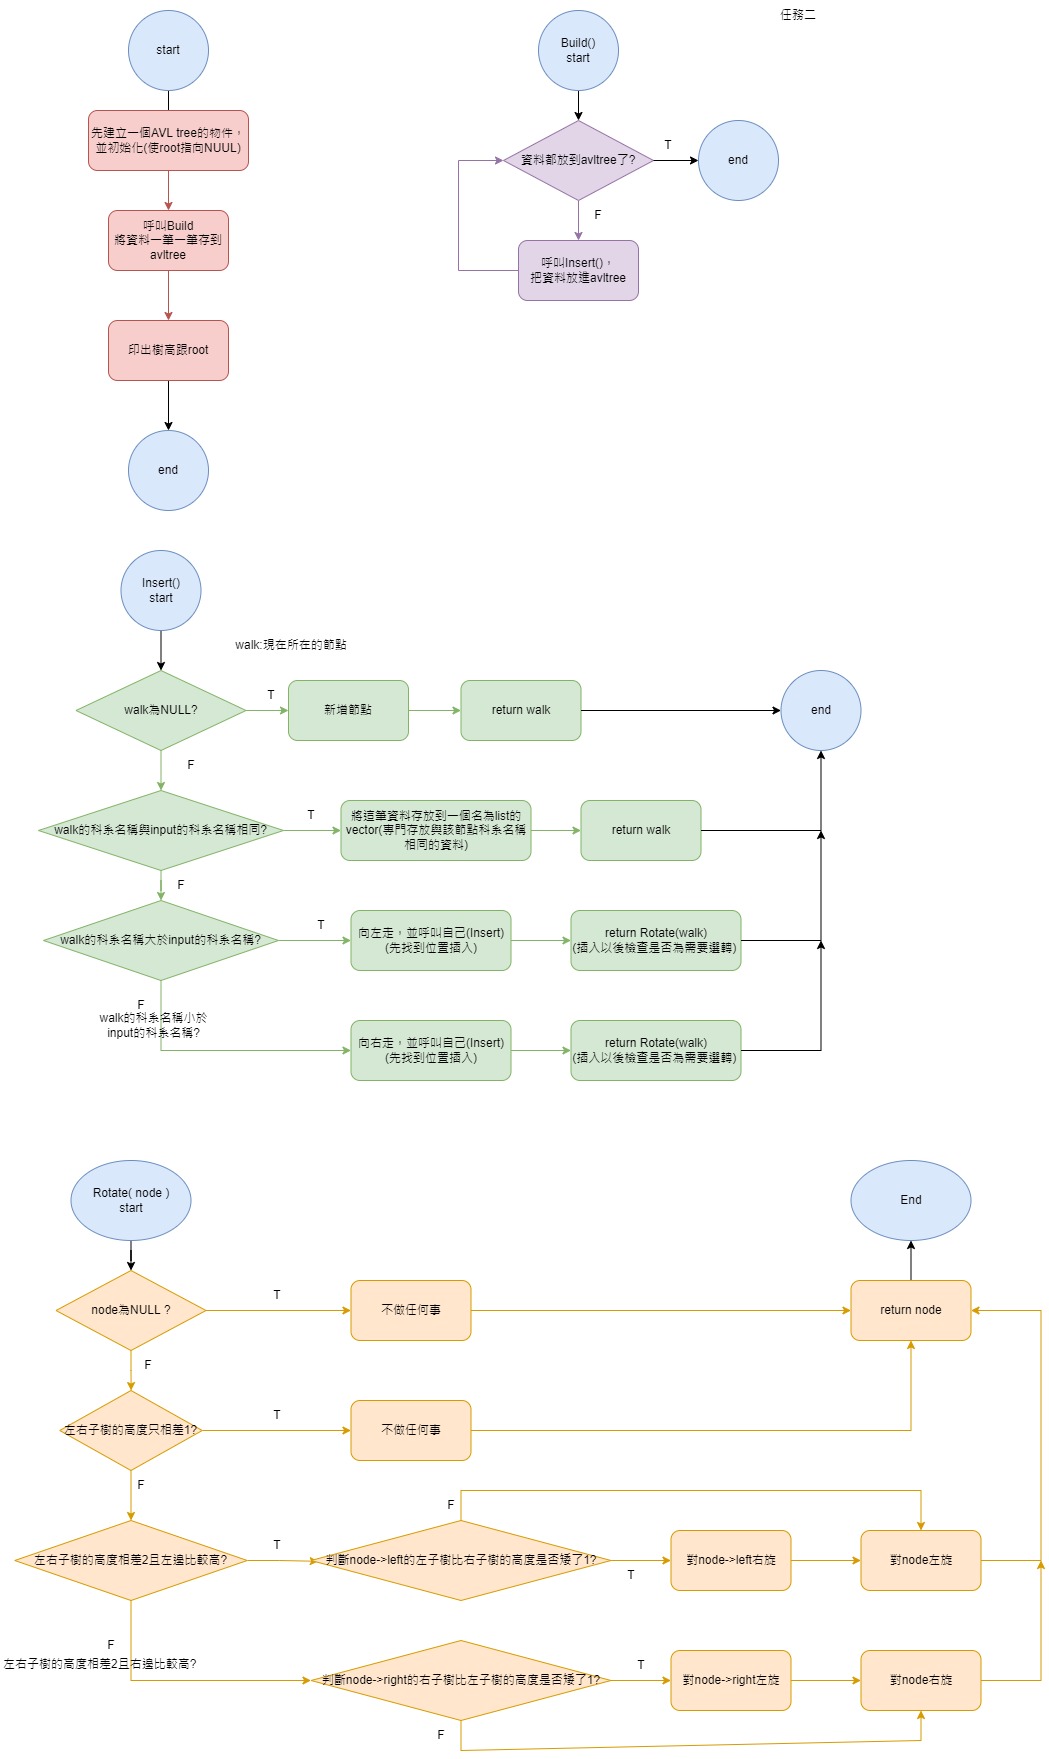 任務二
start
先建立一個AVL tree的物件，
並初始化(使root指向NUUL)
呼叫Build
將資料一筆一筆存到
avltree
印出樹高跟root
end
Build()
start
資料都放到avltree了?
T
end
F
呼叫Insert()，
把資料放進avltree
Insert()
start
walk:現在所在的節點
walk為NULL?
T
新增節點
return walk
end
F
walk的科系名稱與input的科系名稱相同?
T
將這筆資料存放到一個名為list的
vector(專門存放與該節點科系名稱
相同的資料)
return walk
F
walk的科系名稱大於input的科系名稱?
T
向左走，並呼叫自己(Insert)
(先找到位置插入)
return Rotate(walk)
(插入以後檢查是否為需要選轉)
F
walk的科系名稱小於
input的科系名稱?
向右走，並呼叫自己(Insert)
(先找到位置插入)
return Rotate(walk)
(插入以後檢查是否為需要選轉)
Rotate( node )
start
End
node為NULL ?
T
不做任何事
return node
F
左右子樹的高度只相差1?
T
不做任何事
F
左右子樹的高度相差2且左邊比較高?
T
F
判斷node->left的左子樹比右子樹的高度是否矮了1?
T
對node->left右旋
對node左旋
F
左右子樹的高度相差2且右邊比較高?
判斷node->right的右子樹比左子樹的高度是否矮了1?
T
對node->right左旋
對node右旋
F